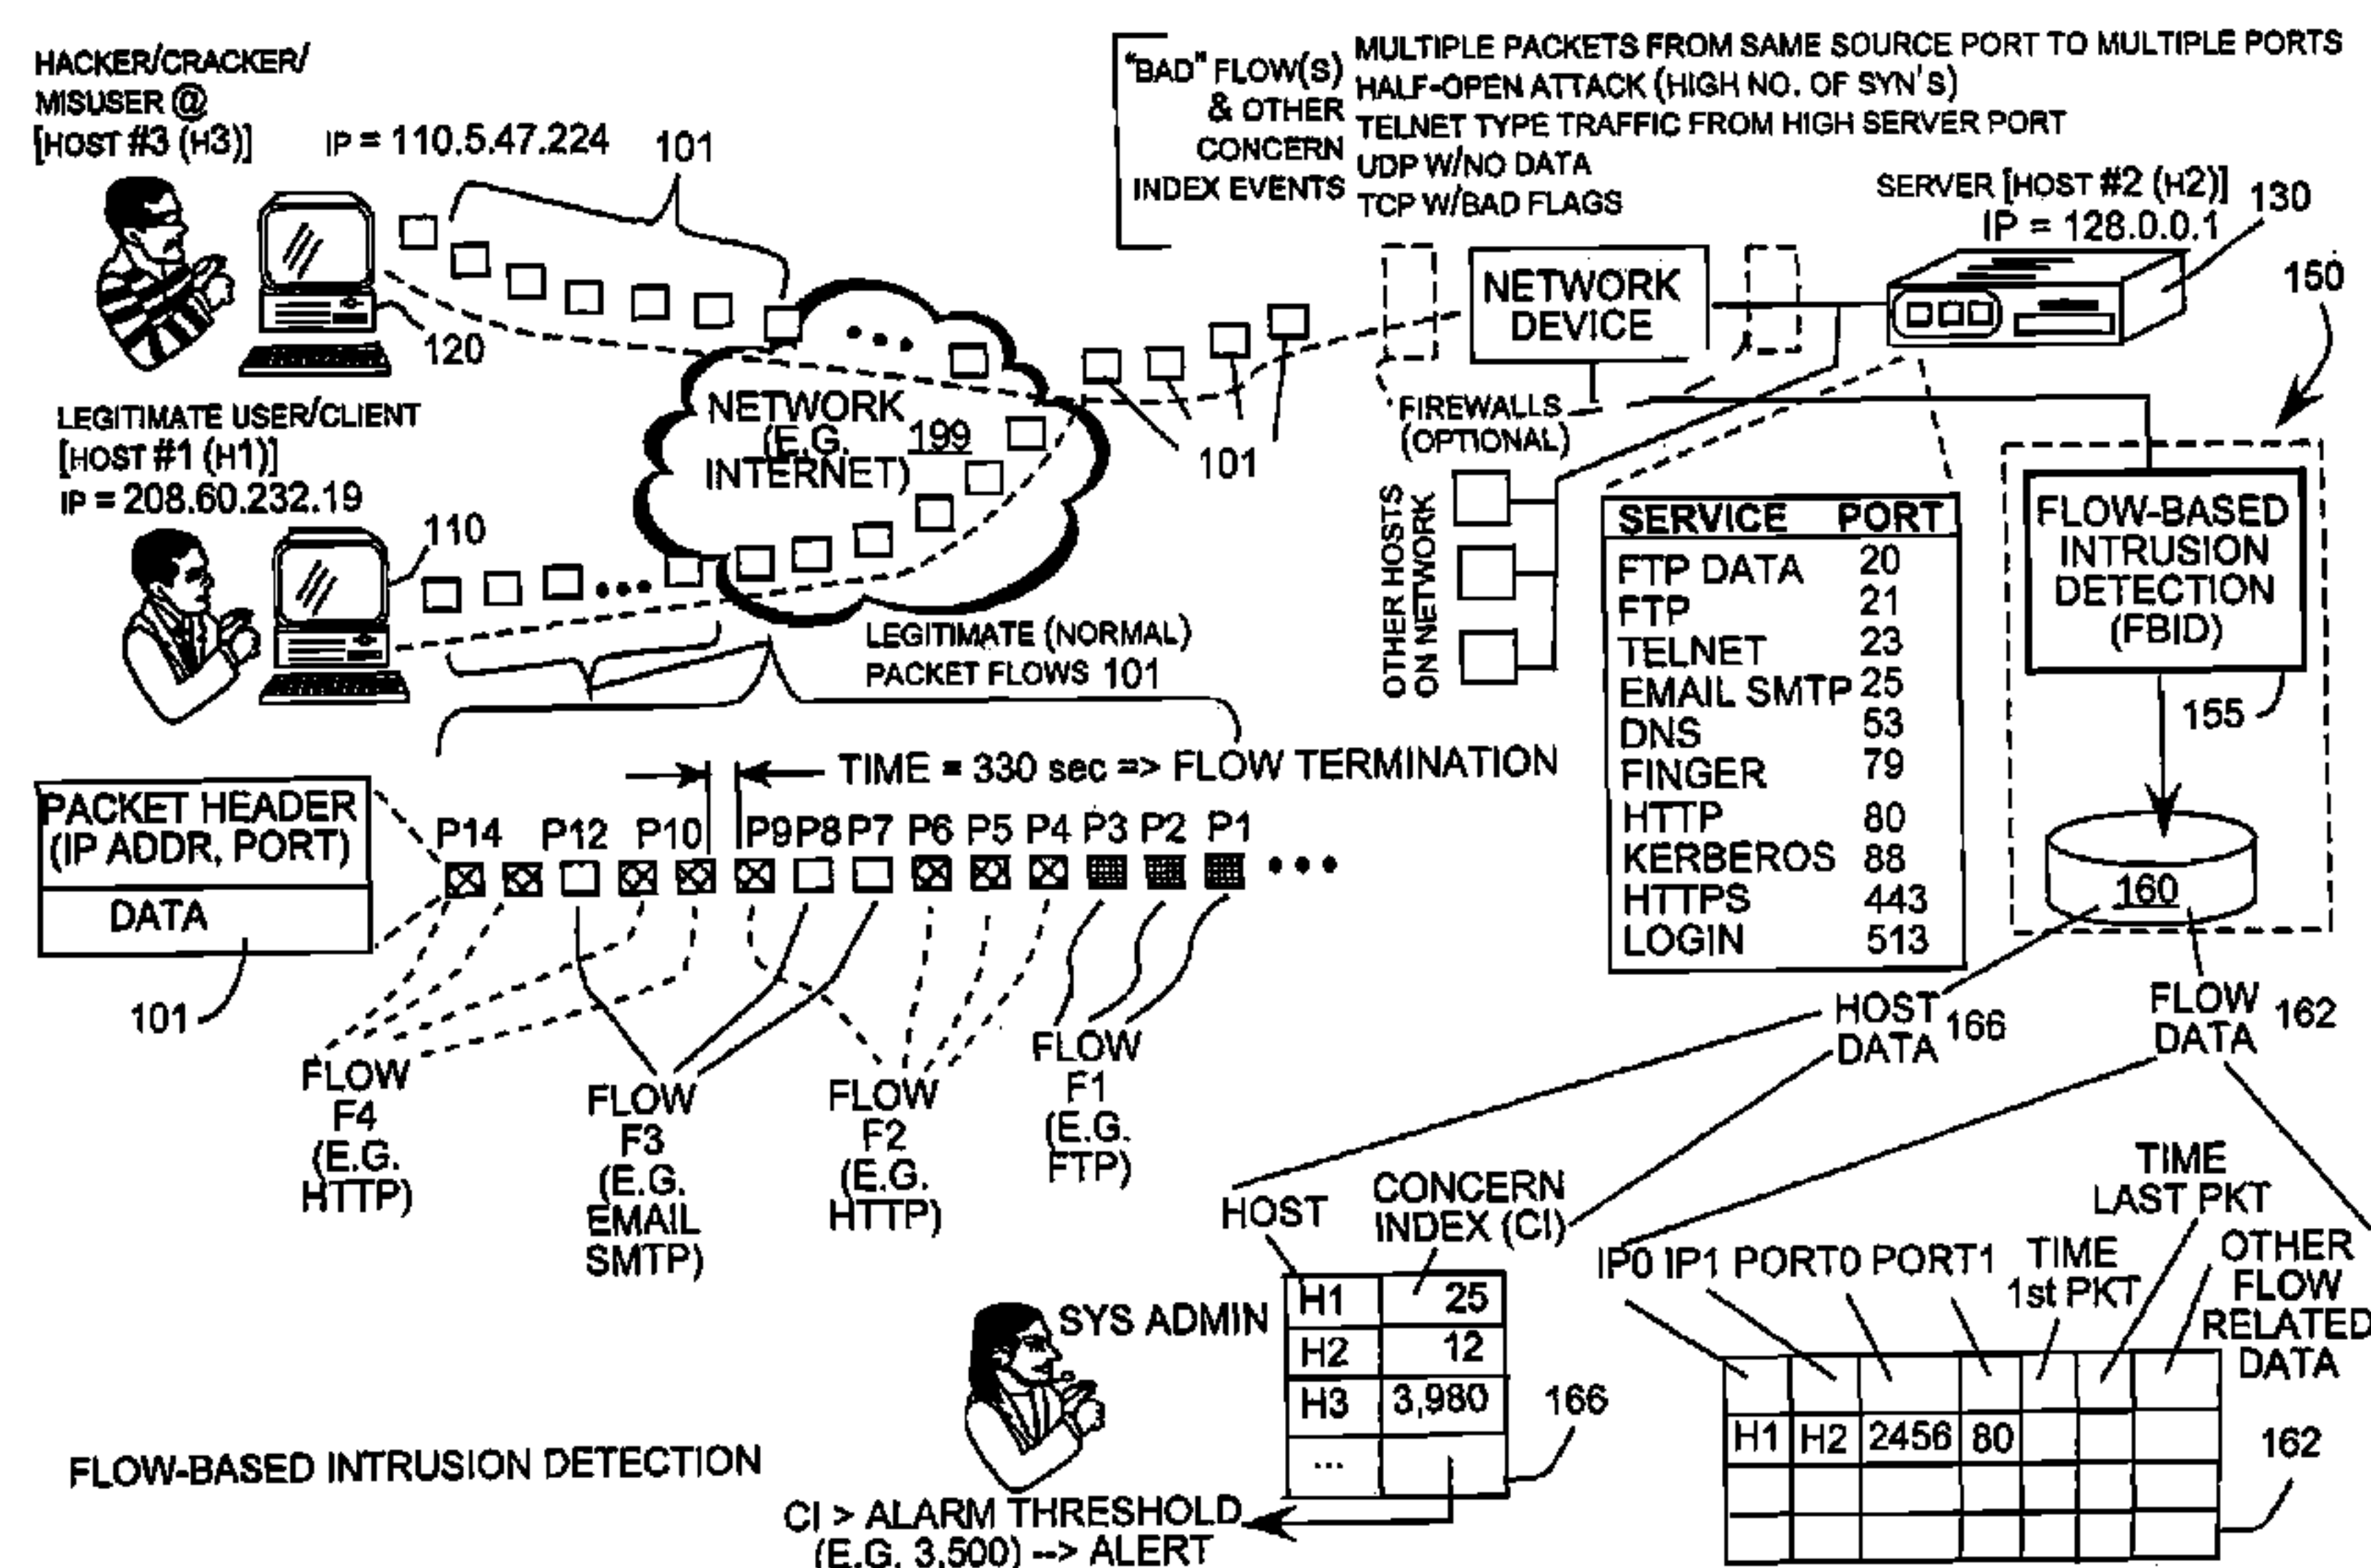 HACKER/CRACKER/
MISUSER @
[HOST #3 (H3)]
IP = 110.5.47.224
101
120
"BAD" FLOW(S)
& OTHER
CONCERN
INDEX EVENTS
MULTIPLE PACKETS FROM SAME SOURCE PORT TO MULTIPLE PORTS
HALF-OPEN ATTACK (HIGH NO. OF SYN'S)
TELNET TYPE TRAFFIC FROM HIGH SERVER PORT
UDP W/NO DATA
TCP W/BAD FLAGS
SERVER [HOST #2 (H2)]
IP = 128.0.0.1
130
150
NETWORK
DEVICE
FIREWALLS
(OPTIONAL)
LEGITIMATE USER/CLIENT
[HOST #1 (H1)]
IP = 208.60.232.19
110
NETWORK
(E.G. 199
INTERNET)
101
LEGITIMATE (NORMAL)
PACKET FLOWS 101
OTHER HOSTS
ON NETWORK
SERVICE PORT
FTP DATA 20
FTP 21
TELNET 23
EMAIL SMTP 25
DNS 53
FINGER 79
HTTP 80
KERBEROS 88
HTTPS 443
LOGIN 513
FLOW-BASED
INTRUSION
DETECTION
(FBID)
155
160
TIME = 330 sec => FLOW TERMINATION
PACKET HEADER
(IP ADDR, PORT)
DATA
101
P14 P12 P10 P9 P8 P7 P6 P5 P4 P3 P2 P1
FLOW
F4
(E.G.
HTTP)
FLOW
F3
(E.G.
EMAIL
SMTP)
FLOW
F2
(E.G.
HTTP)
FLOW
F1
(E.G.
FTP)
HOST
DATA 166
FLOW
DATA 162
HOST
CONCERN
INDEX (CI)
H1 25
H2 12
H3 3,980
...
166
SYS ADMIN
CI > ALARM THRESHOLD
(E.G. 3,500) --> ALERT
IP0 IP1 PORT0 PORT1
TIME
1st PKT
TIME
LAST PKT
OTHER
FLOW
RELATED
DATA
H1 H2 2456 80
162
FLOW-BASED INTRUSION DETECTION